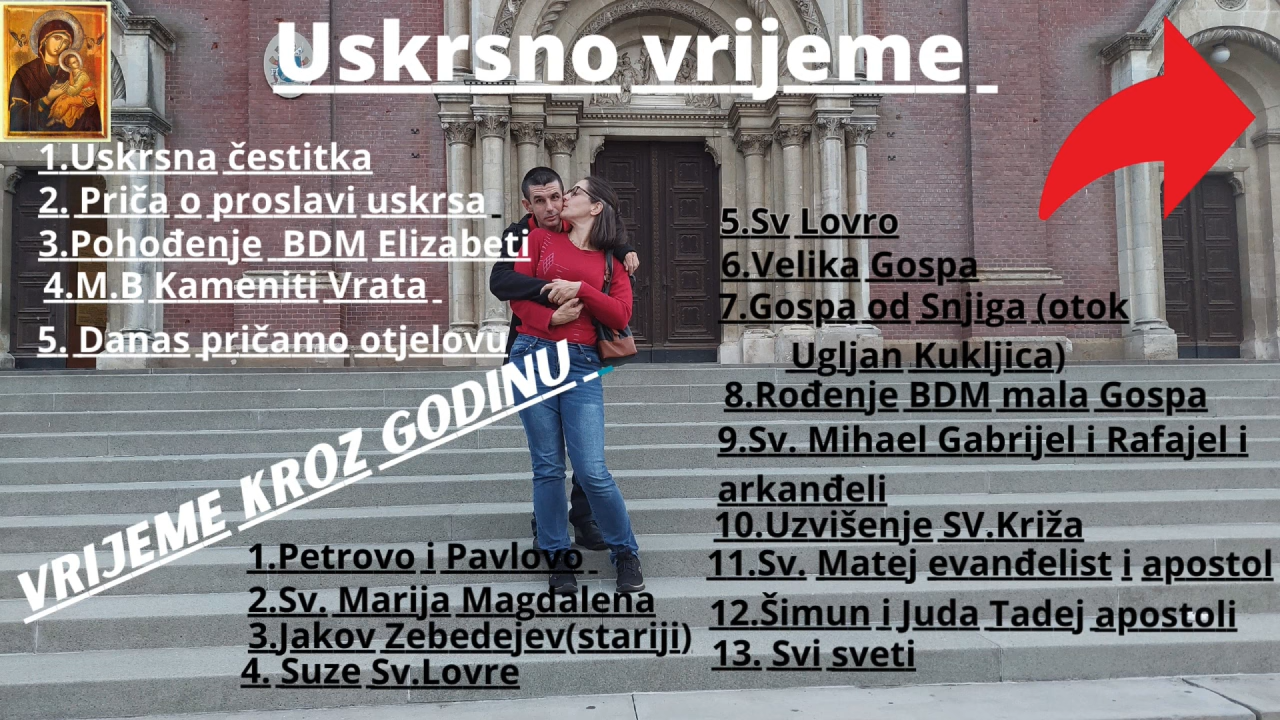 Uskrsno vrijeme
1.Uskrsna čestitka
2. Priča o proslavi uskrsa
3.Pohođenje BDM Elizabeti
4.M.B Kameniti Vrata
5. Danas pričamo otjelovu
VRIJEME KROZ GODINU
1.Petrovo i Pavlovo
2.Sv. Marija Magdalena
3.Jakov Zebedejev(stariji)
4. Suze Sv.Lovre
5.Sv Lovro
6.Velika Gospa
7.Gospa od Snjiga (otok
Ugljan Kukljica)
8.Rođenje BDM mala Gospa
9.Sv. Mihael Gabrijel i Rafajel i
arkanđeli
10.Uzvišenje SV.Križa
11.Sv. Matej evanđelist i apostol
12.Šimun i Juda Tadej apostoli
13. Svi sveti